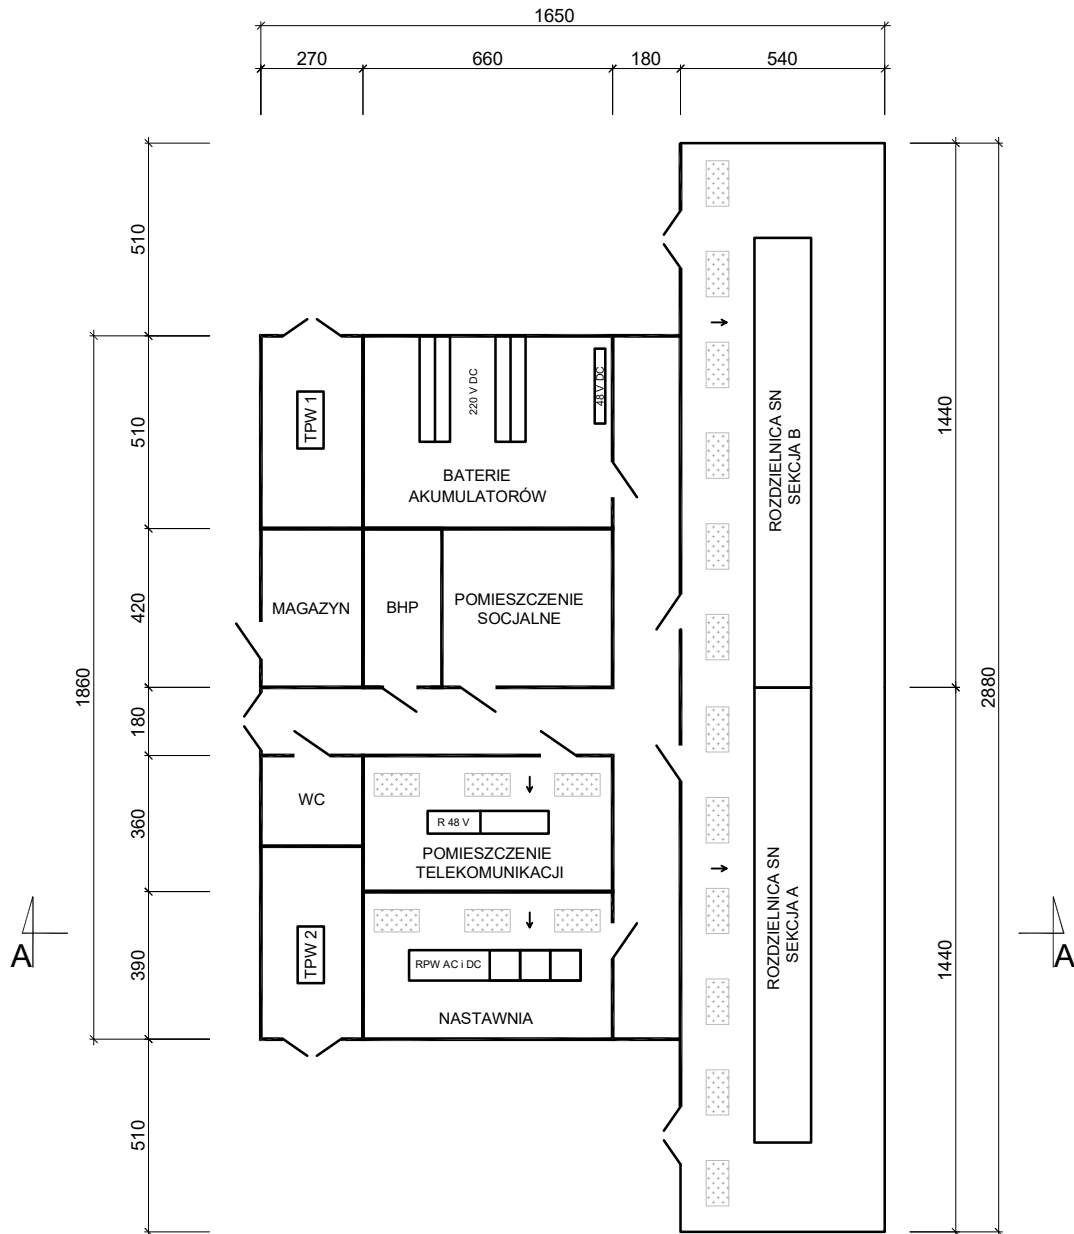 1650
270
660
180
540
510
510
420
180
360
390
510
1860
1440
1440
2880
TPW 1
220 V DC
48 V DC
BATERIE
AKUMULATORÓW
ROZDZIELNICA SN
SEKCJA B
MAGAZYN
BHP
POMIESZCZENIE
SOCJALNE
WC
R 48 V
POMIESZCZENIE
TELEKOMUNIKACJI
ROZDZIELNICA SN
SEKCJA A
TPW 2
RPW AC i DC
NASTAWNIA
A
A